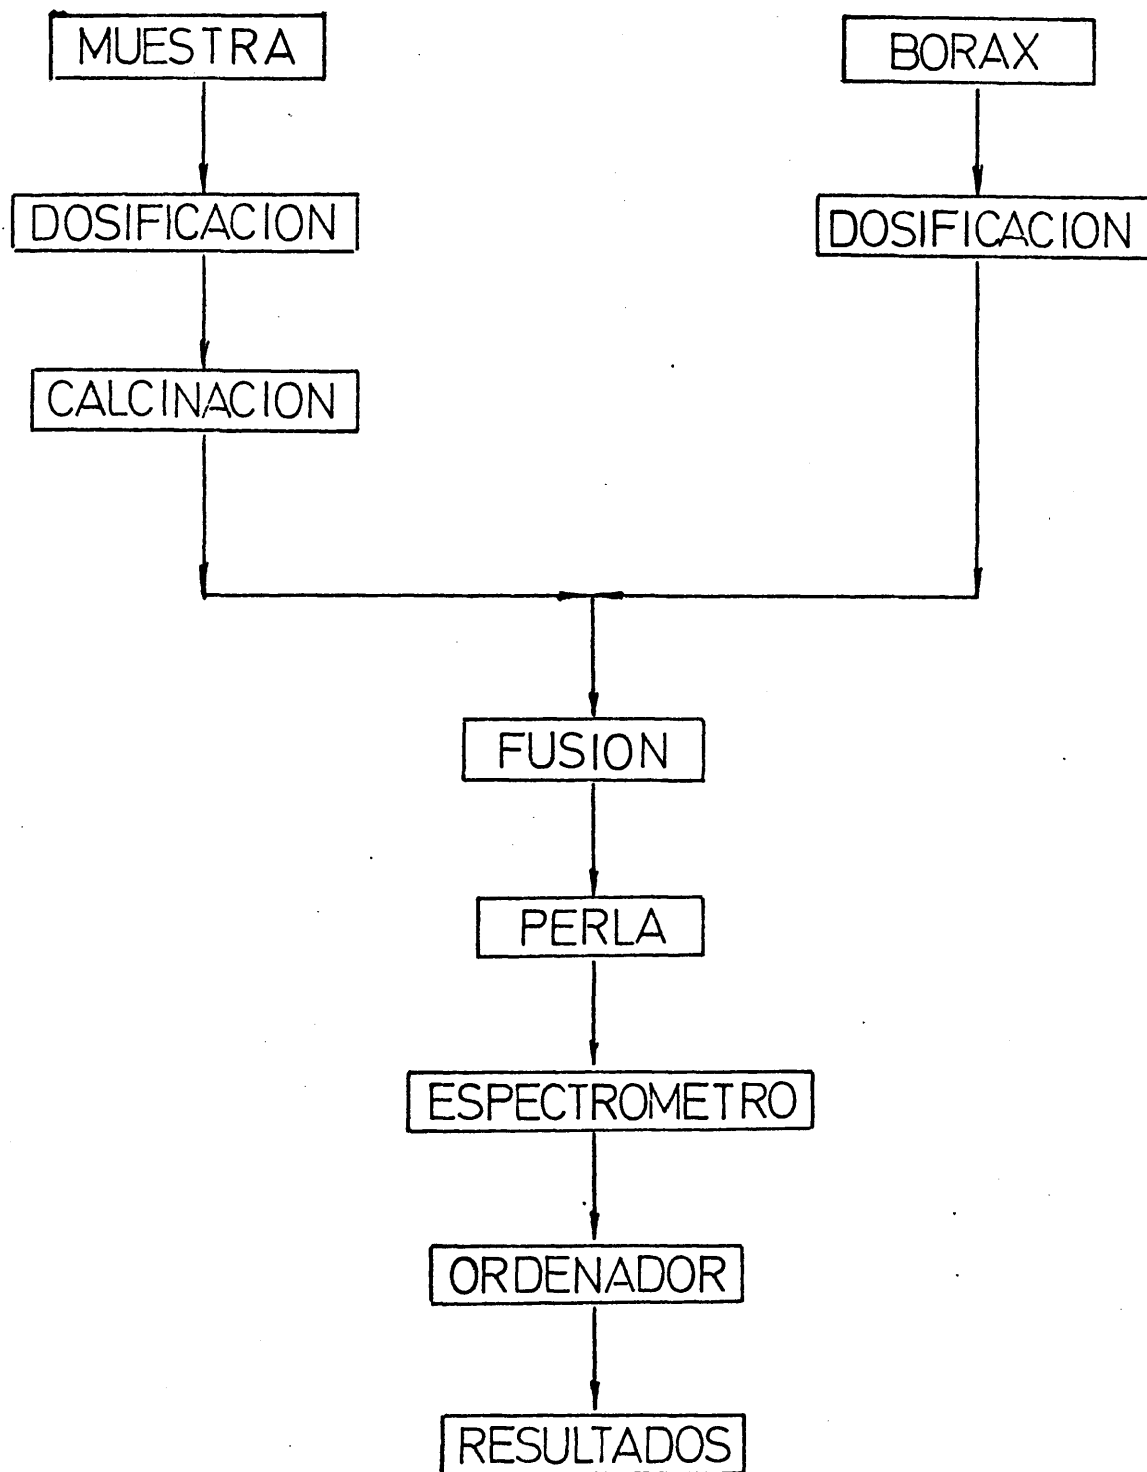 MUESTRA
BORAX
DOSIFICACION
DOSIFICACION
CALCINACION
FUSION
PERLA
ESPECTROMETRO
ORDENADOR
RESULTADOS